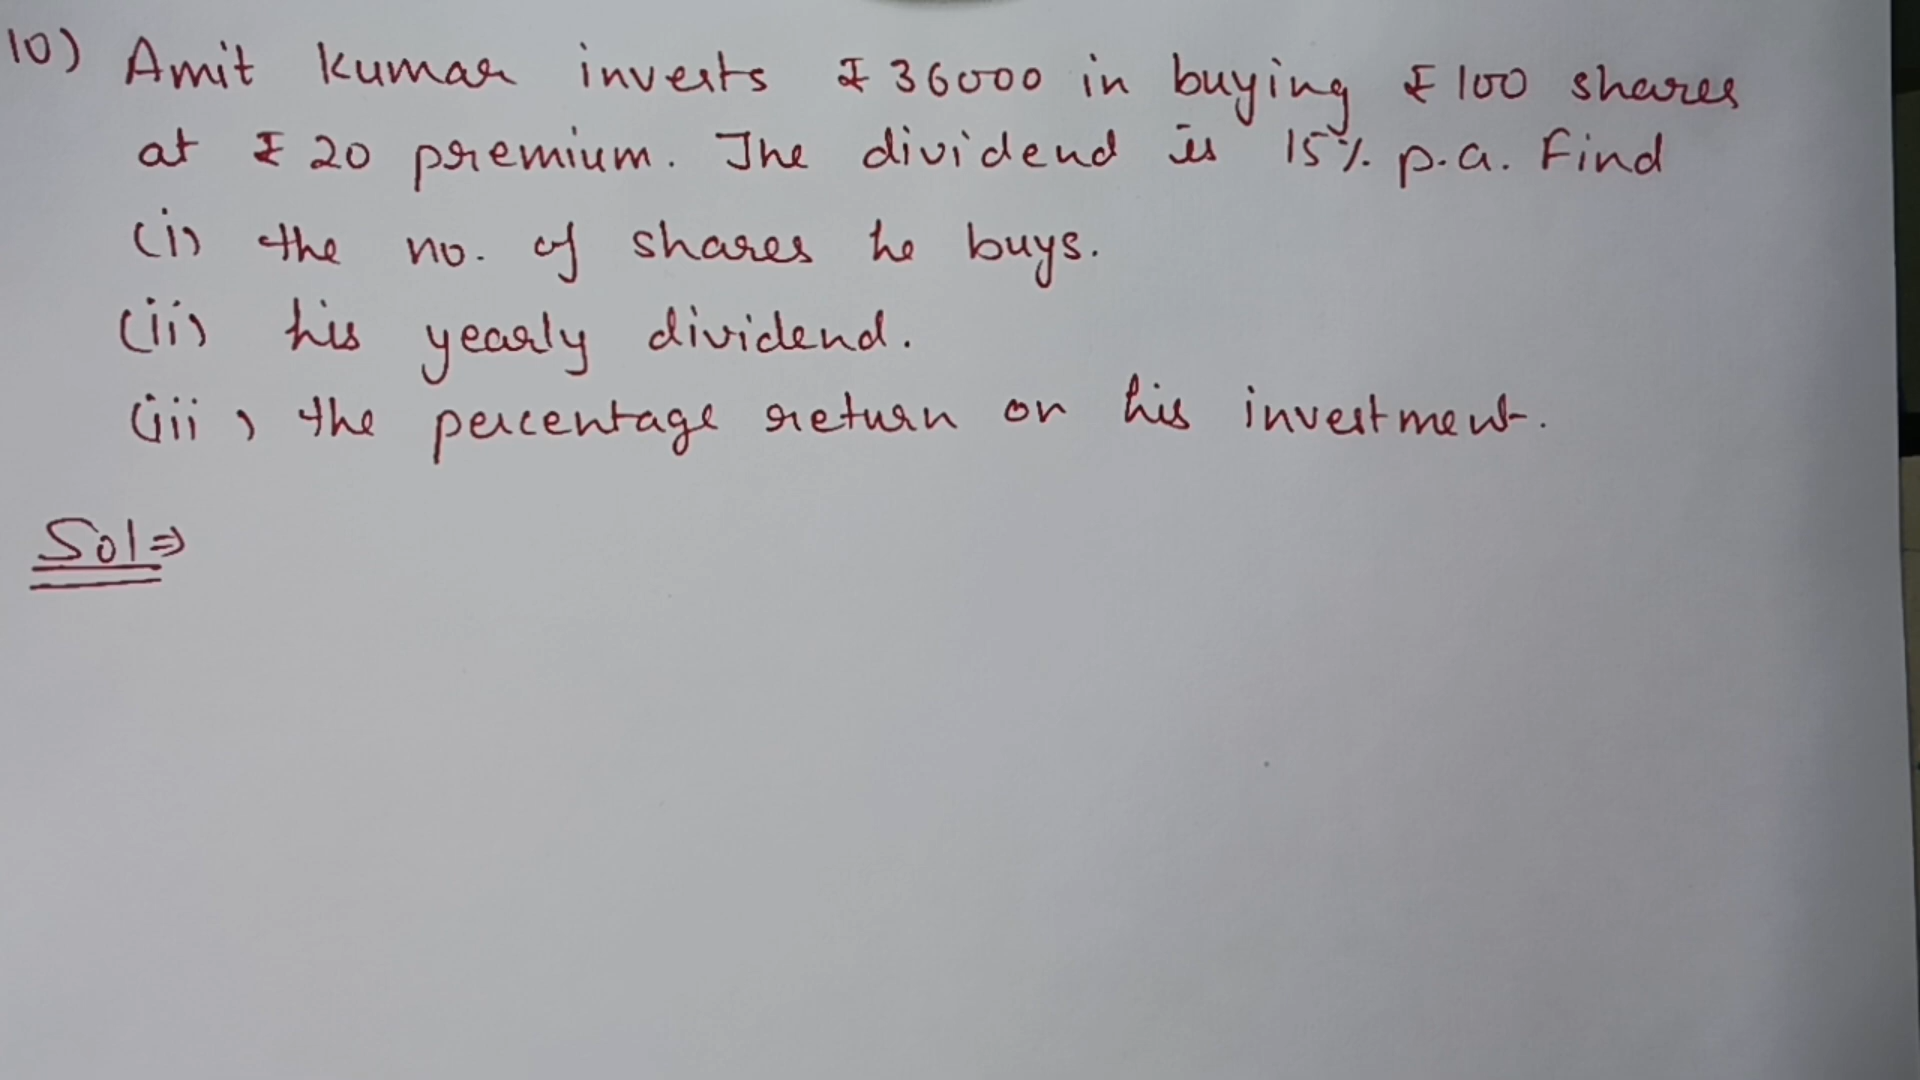 10) Amit Kumar invests ₹ 36000 in buying ₹ 100 shares
at ₹ 20 premium. The dividend is 15% p.a. Find
(i) the no. of shares he buys.
(ii) his yearly dividend.
(iii) the percentage return on his investment.
Sol ⇒